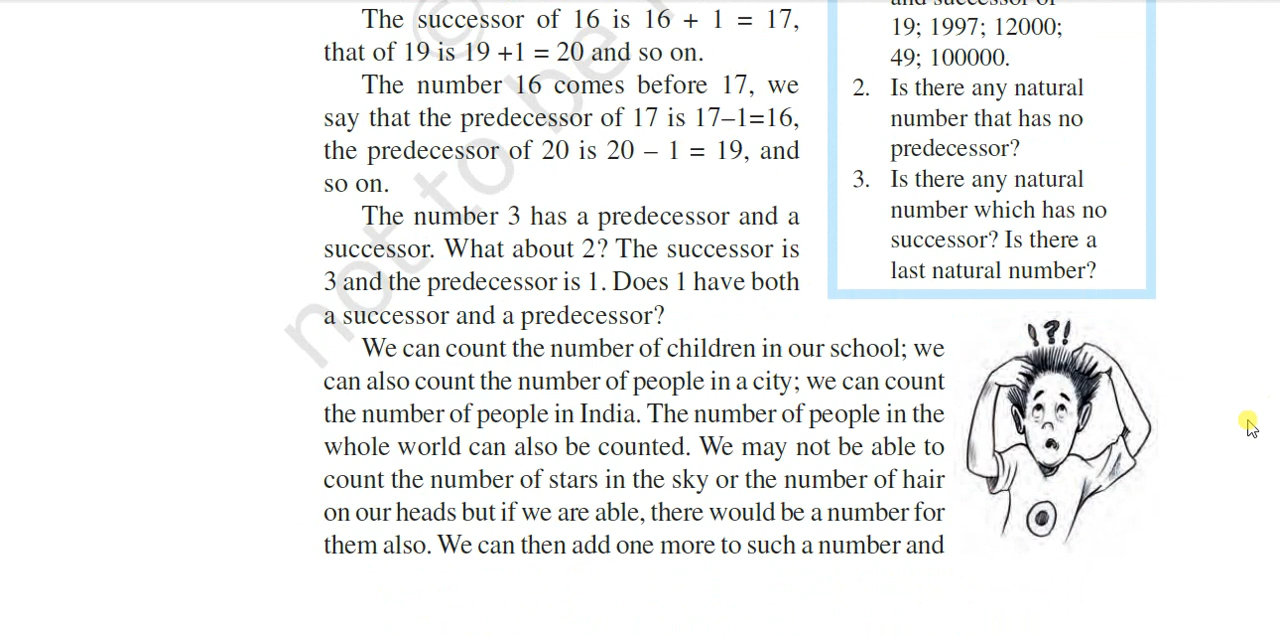 The successor of 16 is 16 + 1 = 17,
that of 19 is 19 +1 = 20 and so on.
The number 16 comes before 17, we
say that the predecessor of 17 is 17–1=16,
the predecessor of 20 is 20 – 1 = 19, and
so on.
The number 3 has a predecessor and a
successor. What about 2? The successor is
3 and the predecessor is 1. Does 1 have both
a successor and a predecessor?
and successor of
19; 1997; 12000;
49; 100000.
2. Is there any natural
number that has no
predecessor?
3. Is there any natural
number which has no
successor? Is there a
last natural number?
We can count the number of children in our school; we
can also count the number of people in a city; we can count
the number of people in India. The number of people in the
whole world can also be counted. We may not be able to
count the number of stars in the sky or the number of hair
on our heads but if we are able, there would be a number for
them also. We can then add one more to such a number and
!?!
©
not to be